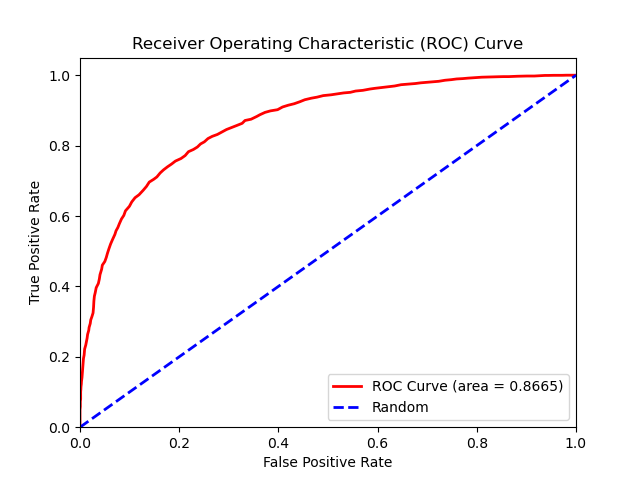 Receiver Operating Characteristic (ROC) Curve
1.0
0.8
0.6
0.4
0.2
0.0
True Positive Rate
ROC Curve (area = 0.8665)
Random
0.0 0.2 0.4 0.6 0.8 1.0
False Positive Rate